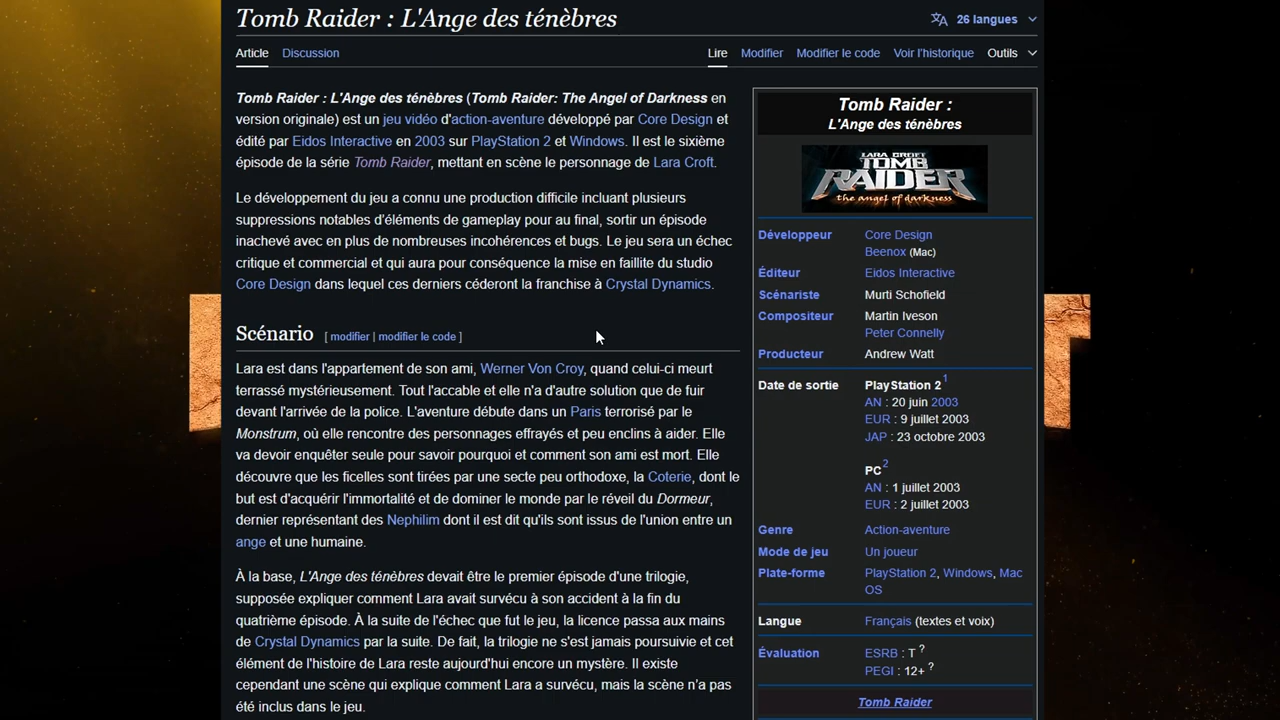 Tomb Raider : L'Ange des ténèbres
26 langues
Article Discussion
Lire Modifier Modifier le code Voir l'historique Outils
Tomb Raider : L'Ange des ténèbres (Tomb Raider: The Angel of Darkness en
version originale) est un jeu vidéo d'action-aventure développé par Core Design et
édité par Eidos Interactive en 2003 sur PlayStation 2 et Windows. Il est le sixième
épisode de la série Tomb Raider, mettant en scène le personnage de Lara Croft.
Le développement du jeu a connu une production difficile incluant plusieurs
suppressions notables d'éléments de gameplay pour au final, sortir un épisode
inachevé avec en plus de nombreuses incohérences et bugs. Le jeu sera un échec
critique et commercial et qui aura pour conséquence la mise en faillite du studio
Core Design dans lequel ces derniers céderont la franchise à Crystal Dynamics.
Scénario [ modifier | modifier le code ]
Lara est dans l'appartement de son ami, Werner Von Croy, quand celui-ci meurt
terrassé mystérieusement. Tout l'accable et elle n'a d'autre solution que de fuir
devant l'arrivée de la police. L'aventure débute dans un Paris terrorisé par le
Monstrum, où elle rencontre des personnages effrayés et peu enclins à aider. Elle
va devoir enquêter seule pour savoir pourquoi et comment son ami est mort. Elle
découvre que les ficelles sont tirées par une secte peu orthodoxe, la Coterie, dont le
but est d'acquérir l'immortalité et de dominer le monde par le réveil du Dormeur,
dernier représentant des Nephilim dont il est dit qu'ils sont issus de l'union entre un
ange et une humaine.
À la base, L'Ange des ténèbres devait être le premier épisode d'une trilogie,
supposée expliquer comment Lara avait survécu à son accident à la fin du
quatrième épisode. À la suite de l'échec que fut le jeu, la licence passa aux mains
de Crystal Dynamics par la suite. De fait, la trilogie ne s'est jamais poursuivie et cet
élément de l'histoire de Lara reste aujourd'hui encore un mystère. Il existe
cependant une scène qui explique comment Lara a survécu, mais la scène n'a pas
été inclus dans le jeu.
Tomb Raider :
L'Ange des ténèbres
LARA CROFT
TOMB
RAIDER
the angel of darkness
Développeur Core Design
Beenox (Mac)
Éditeur Eidos Interactive
Scénariste Murti Schofield
Compositeur Martin Iveson
Peter Connelly
Producteur Andrew Watt
Date de sortie PlayStation 2 1
AN : 20 juin 2003
EUR : 9 juillet 2003
JAP : 23 octobre 2003
PC 2
AN : 1 juillet 2003
EUR : 2 juillet 2003
Genre Action-aventure
Mode de jeu Un joueur
Plate-forme PlayStation 2, Windows, Mac
OS
Langue Français (textes et voix)
Évaluation ESRB : T ?
PEGI : 12+ ?
Tomb Raider